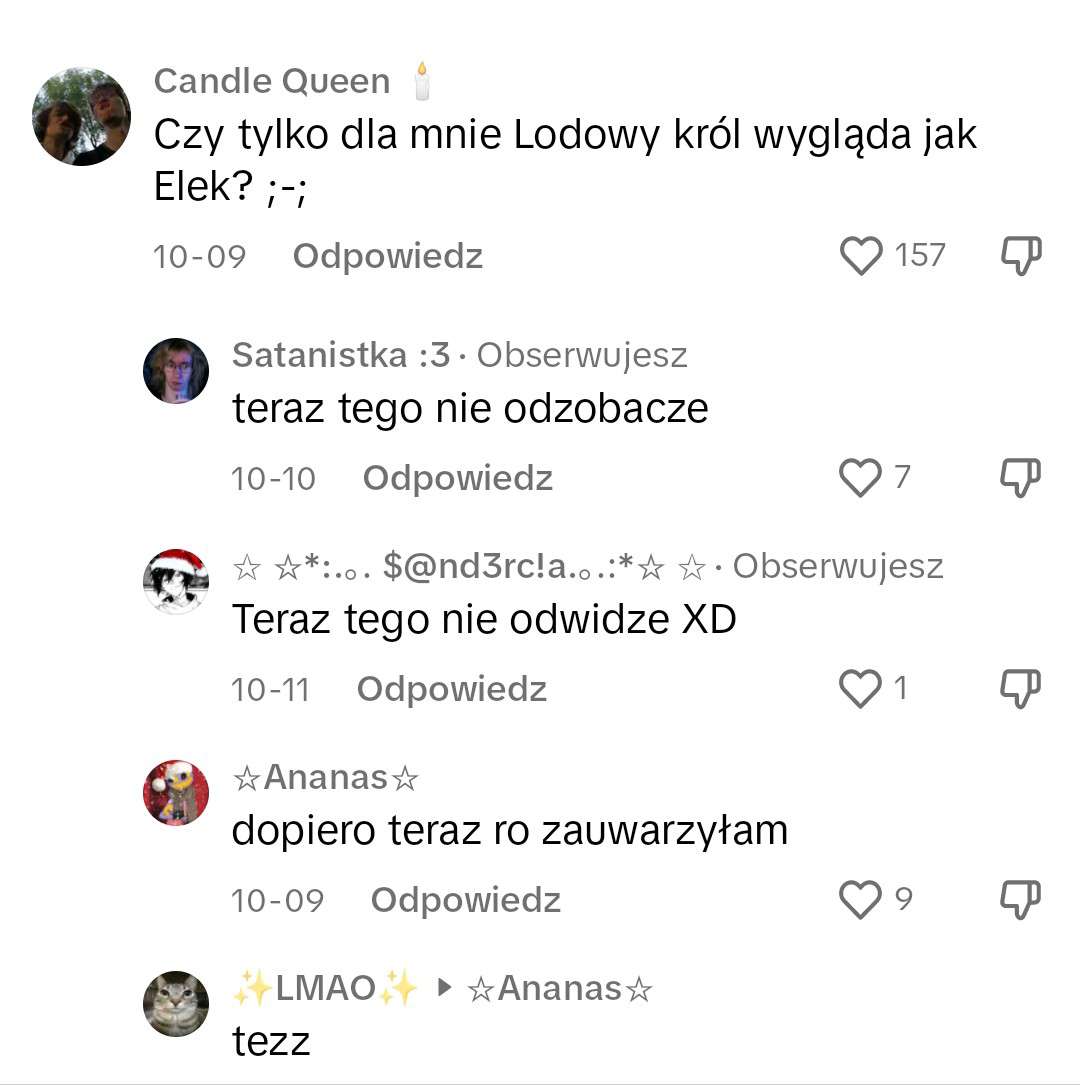 Candle Queen 🕯️
Czy tylko dla mnie Lodowy król wygląda jak
Elek? ;-;
10-09 Odpowiedz 157
Satanistka :3 · Obserwujesz
teraz tego nie odzobacze
10-10 Odpowiedz 7
☆ ☆*:.｡. $@nd3rc!a.｡.:*☆ ☆ · Obserwujesz
Teraz tego nie odwidze XD
10-11 Odpowiedz 1
☆Ananas☆
dopiero teraz ro zauwarzyłam
10-09 Odpowiedz 9
✨LMAO✨ ▸ ☆Ananas☆
tezz